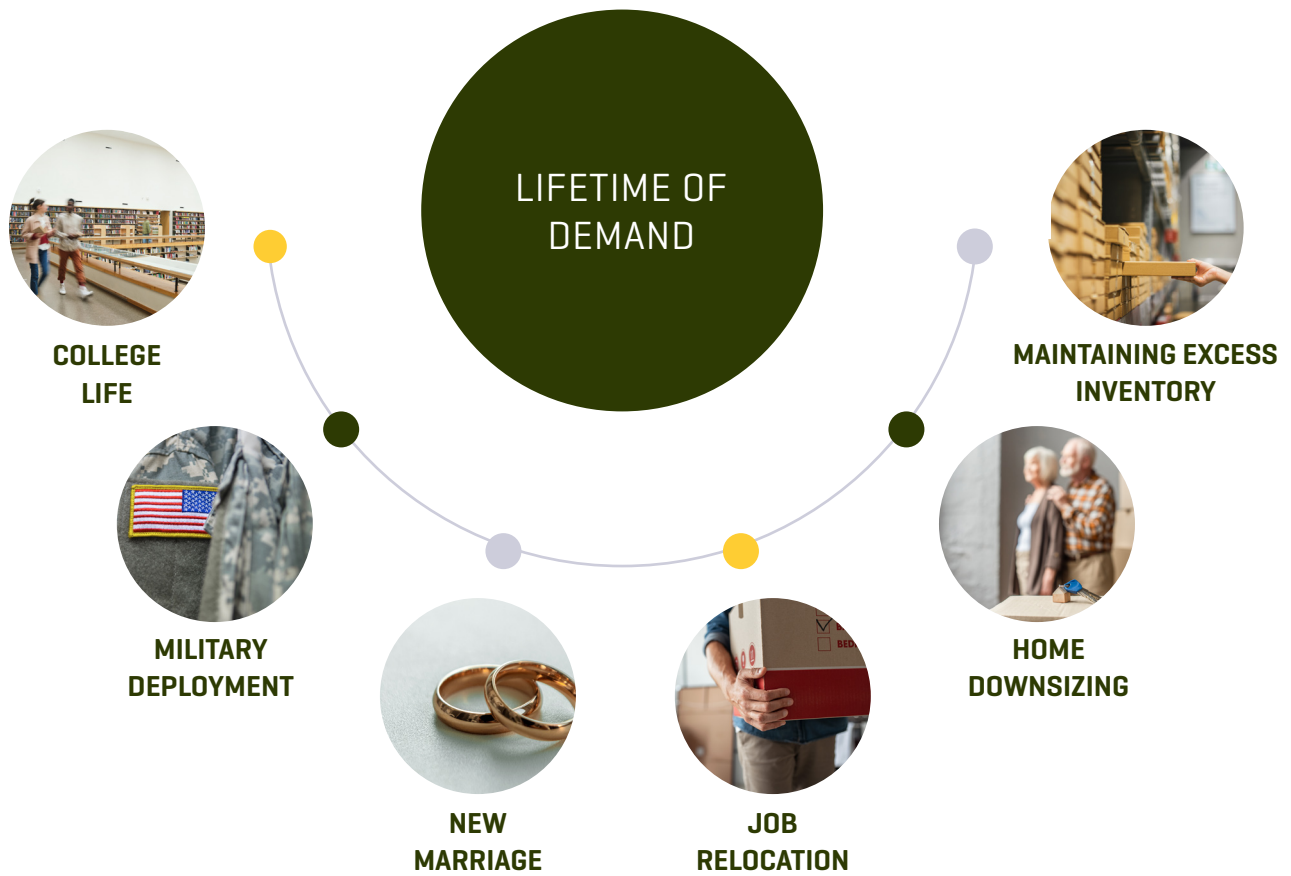 LIFETIME OF
DEMAND
COLLEGE
LIFE
MILITARY
DEPLOYMENT
NEW
MARRIAGE
JOB
RELOCATION
HOME
DOWNSIZING
MAINTAINING EXCESS
INVENTORY